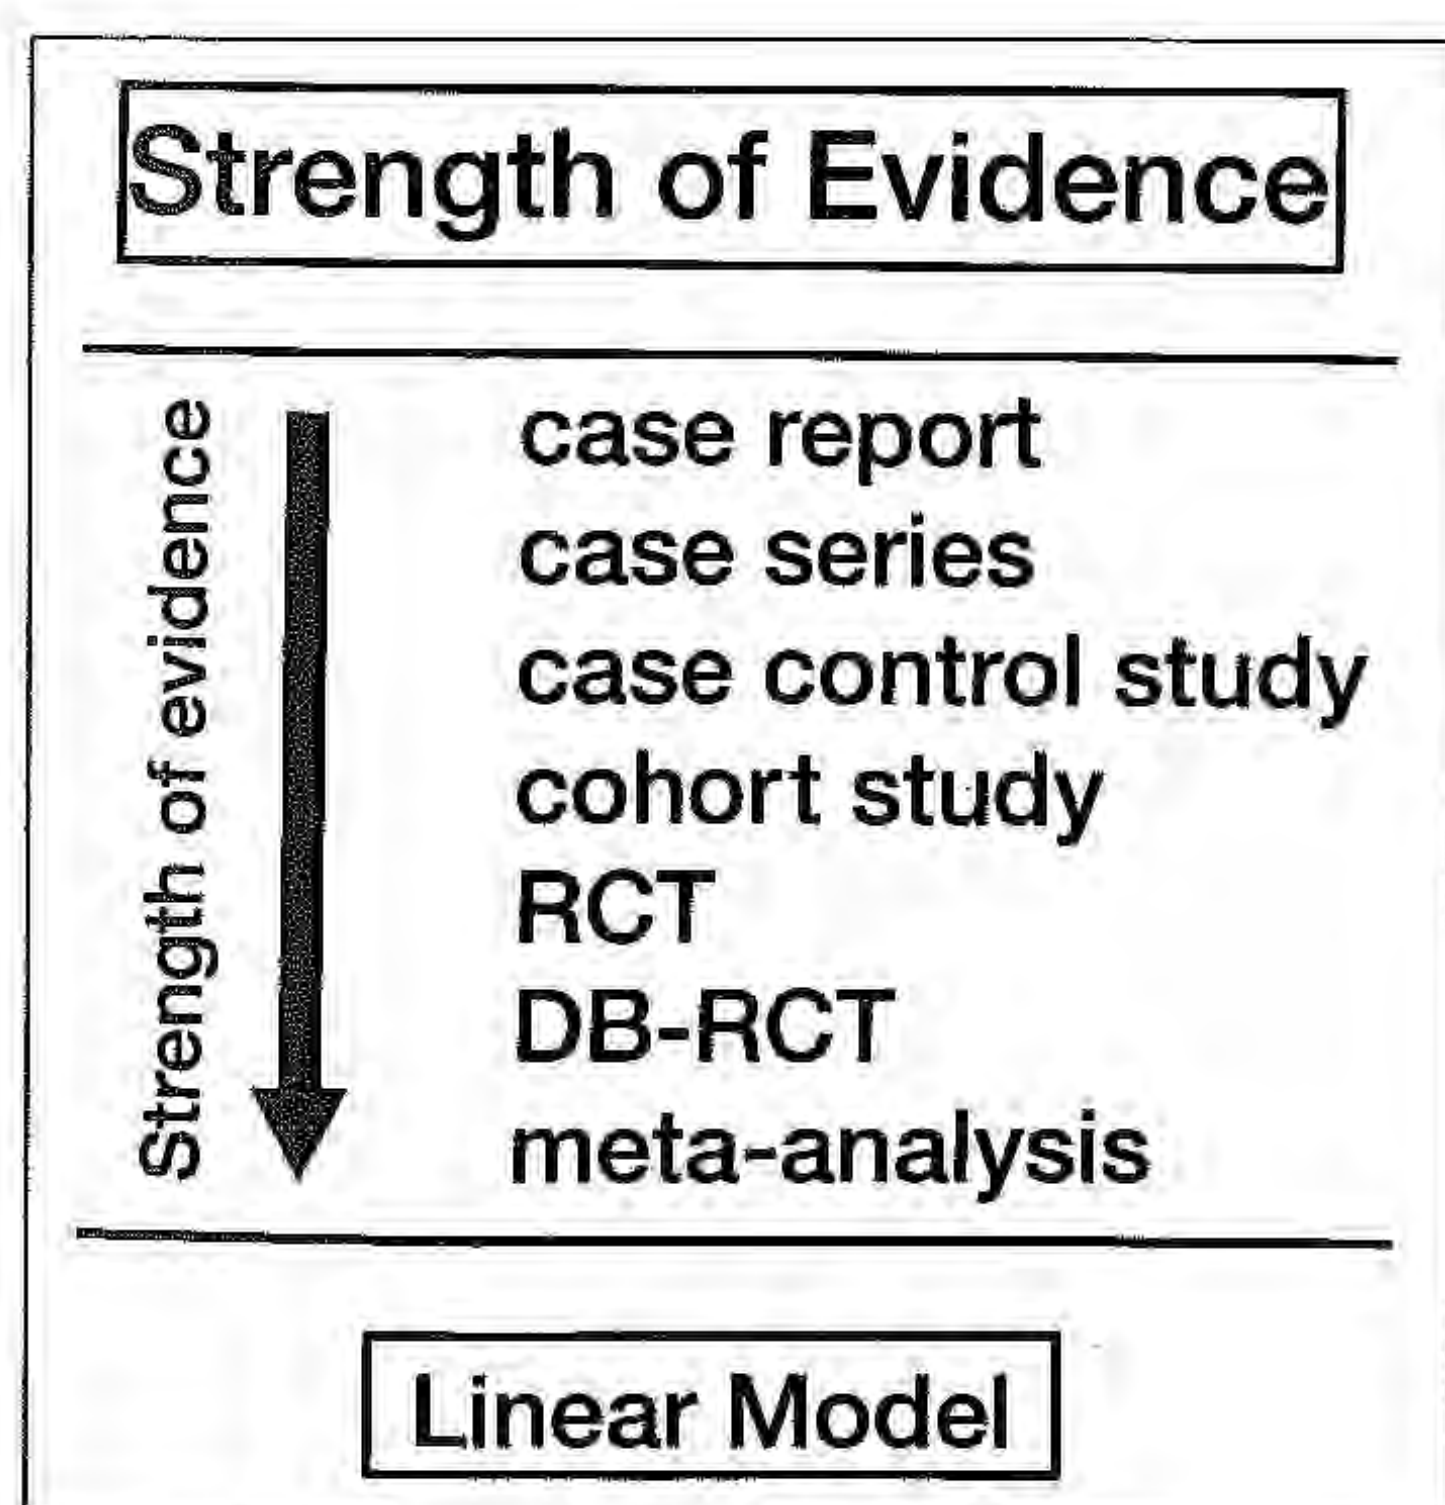 Strength of Evidence
Strength of evidence
case report
case series
case control study
cohort study
RCT
DB-RCT
meta-analysis
Linear Model